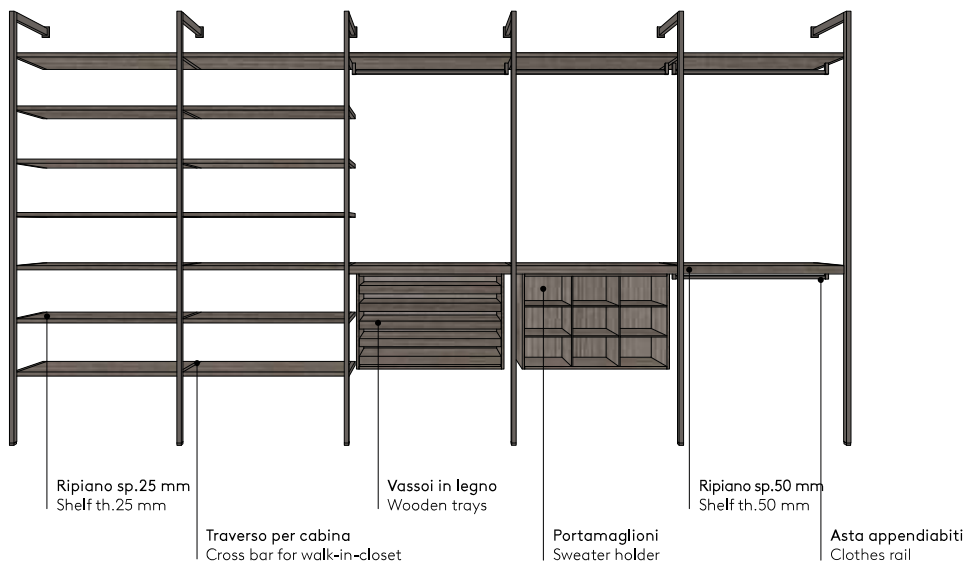 Ripiano sp.25 mm
Shelf th.25 mm
Traverso per cabina
Cross bar for walk-in-closet
Vassoi in legno
Wooden trays
Portamaglioni
Sweater holder
Ripiano sp.50 mm
Shelf th.50 mm
Asta appendiabiti
Clothes rail